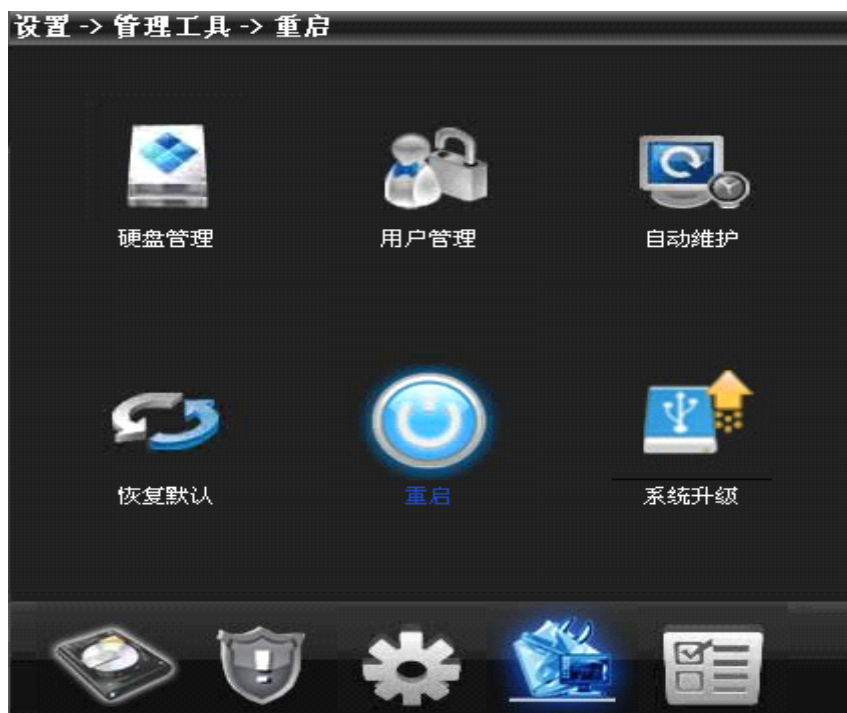 设置 -> 管理工具 -> 重启
硬盘管理 用户管理 自动维护
恢复默认 重启 系统升级